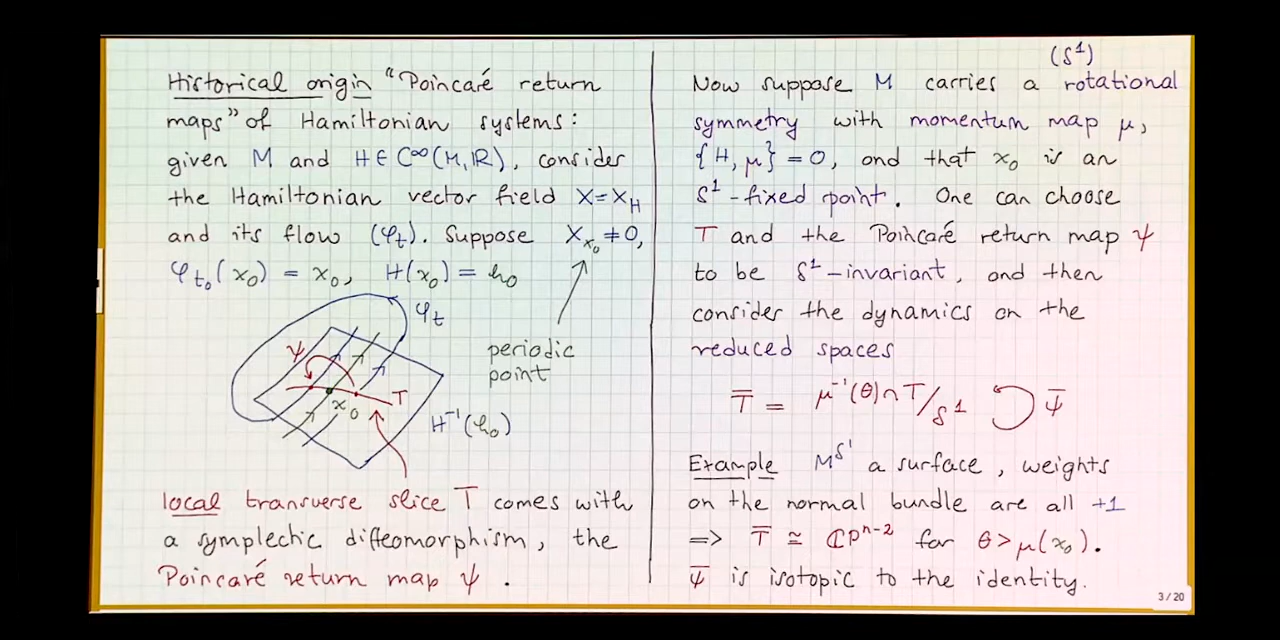 Historical origin "Poincaré return
maps" of Hamiltonian systems:
given M and H∈C∞(M,ℝ), consider
the Hamiltonian vector field X=X_H
and its flow (φ_t). Suppose X_{x_0}≠0,
φ_{t_0}(x_0) = x_0, H(x_0) = h_0
φ_t
ψ
periodic
point
x_0
T
H⁻¹(h_0)
local transverse slice T comes with
a symplectic diffeomorphism, the
Poincaré return map ψ.
(S¹)
Now suppose M carries a rotational
symmetry with momentum map μ,
{H,μ}=0, and that x_0 is an
S¹-fixed point. One can choose
T and the Poincaré return map ψ
to be S¹-invariant, and then
consider the dynamics on the
reduced spaces
T̄ = μ⁻¹(θ)∩T/S¹ ψ̄
Example M^{S¹} a surface, weights
on the normal bundle are all +1
=> T̄ ≃ ℂP^{n-2} for θ>μ(x_0).
ψ̄ is isotopic to the identity.
3/20